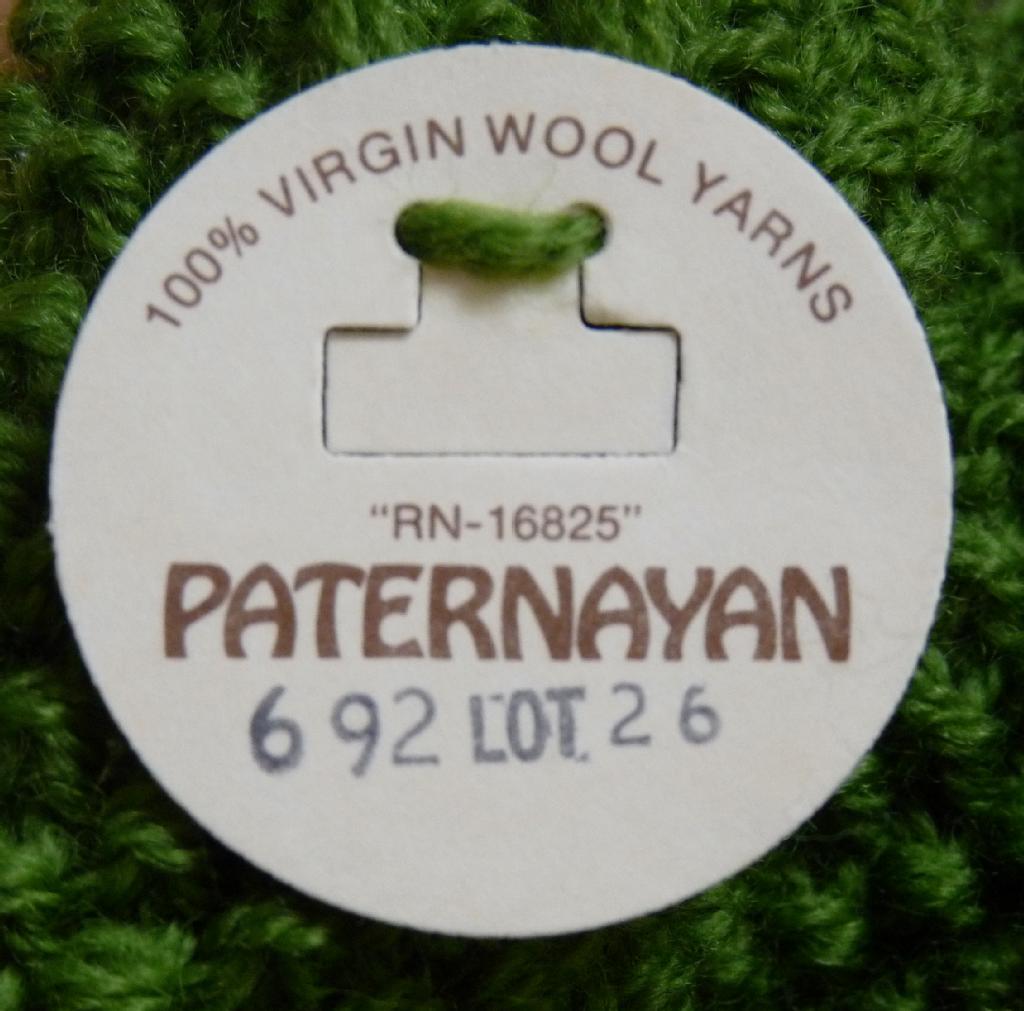 100% VIRGIN WOOL YARNS
"RN-16825"
PATERNAYAN
692 LOT. 26